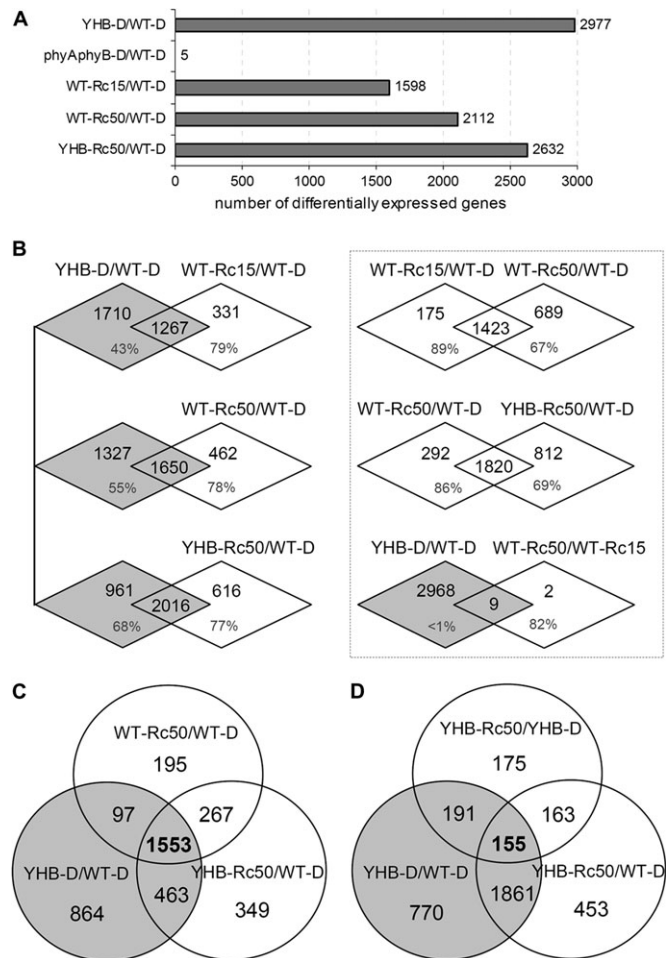 A
YHB-D/WT-D 2977
phyAphyB-D/WT-D 5
WT-Rc15/WT-D 1598
WT-Rc50/WT-D 2112
YHB-Rc50/WT-D 2632
0 500 1000 1500 2000 2500 3000
number of differentially expressed genes
B
YHB-D/WT-D WT-Rc15/WT-D
1710 1267 331
43% 79%
WT-Rc50/WT-D
1327 1650 462
55% 78%
YHB-Rc50/WT-D
961 2016 616
68% 77%
WT-Rc15/WT-D WT-Rc50/WT-D
175 1423 689
89% 67%
WT-Rc50/WT-D YHB-Rc50/WT-D
292 1820 812
86% 69%
YHB-D/WT-D WT-Rc50/WT-Rc15
2968 9 2
<1% 82%
C
WT-Rc50/WT-D
195
97 267
1553
YHB-D/WT-D YHB-Rc50/WT-D
864 463 349
D
YHB-Rc50/YHB-D
175
191 163
155
YHB-D/WT-D YHB-Rc50/WT-D
770 1861 453